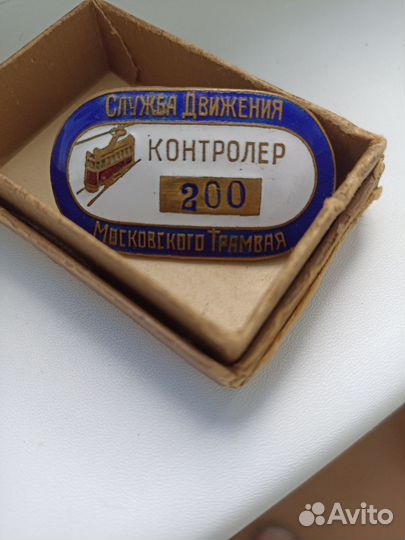 Служба Движения
Контролер
200
Московского Трамвая
Avito